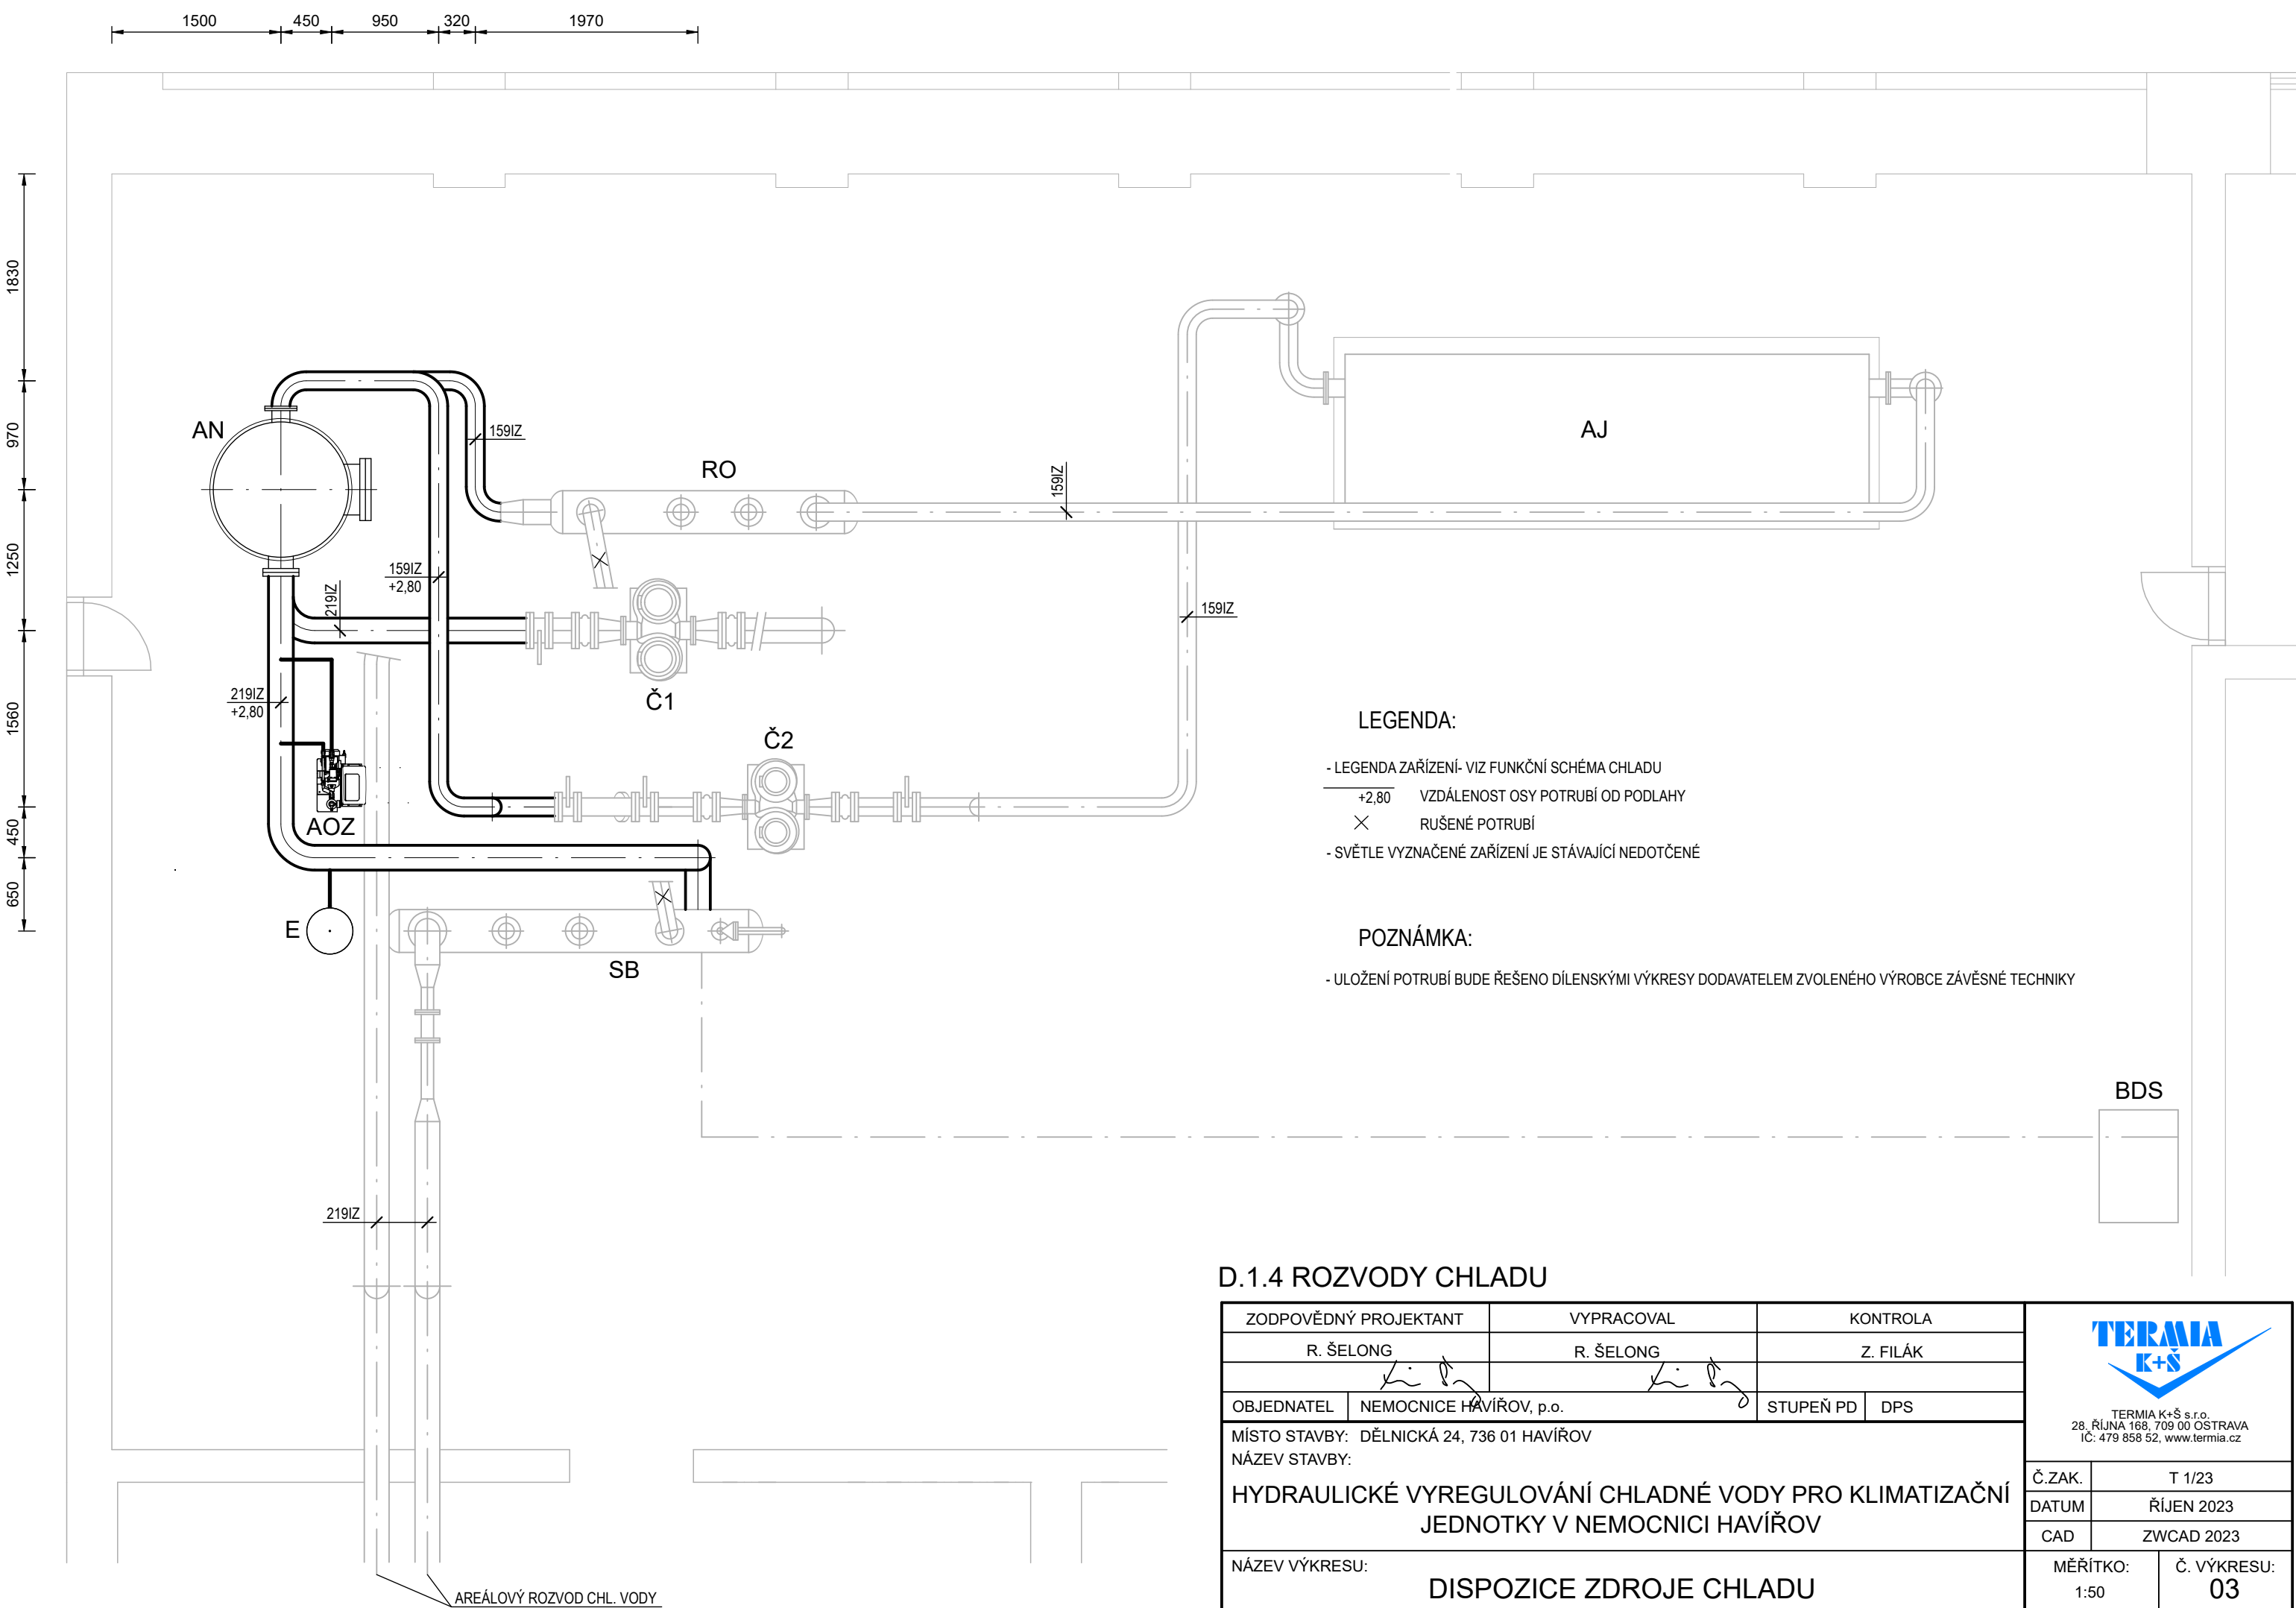 1500
450
950
320
1970
1830
970
1250
1560
450
650
AN
159IZ
RO
159IZ
AJ
159IZ
+2,80
219IZ
159IZ
Č1
219IZ
+2,80
Č2
AOZ
E
SB
219IZ
AREÁLOVÝ ROZVOD CHL. VODY
BDS
LEGENDA:
- LEGENDA ZAŘÍZENÍ- VIZ FUNKČNÍ SCHÉMA CHLADU
+2,80 VZDÁLENOST OSY POTRUBÍ OD PODLAHY
RUŠENÉ POTRUBÍ
- SVĚTLE VYZNAČENÉ ZAŘÍZENÍ JE STÁVAJÍCÍ NEDOTČENÉ
POZNÁMKA:
- ULOŽENÍ POTRUBÍ BUDE ŘEŠENO DÍLENSKÝMI VÝKRESY DODAVATELEM ZVOLENÉHO VÝROBCE ZÁVĚSNÉ TECHNIKY
D.1.4 ROZVODY CHLADU
ZODPOVĚDNÝ PROJEKTANT
VYPRACOVAL
KONTROLA
R. ŠELONG
R. ŠELONG
Z. FILÁK
OBJEDNATEL
NEMOCNICE HAVÍŘOV, p.o.
STUPEŇ PD
DPS
MÍSTO STAVBY: DĚLNICKÁ 24, 736 01 HAVÍŘOV
NÁZEV STAVBY:
HYDRAULICKÉ VYREGULOVÁNÍ CHLADNÉ VODY PRO KLIMATIZAČNÍ
JEDNOTKY V NEMOCNICI HAVÍŘOV
NÁZEV VÝKRESU:
DISPOZICE ZDROJE CHLADU
TERMIA
K+Š
TERMIA K+Š s.r.o.
28. ŘÍJNA 168, 709 00 OSTRAVA
IČ: 479 858 52, www.termia.cz
Č.ZAK.
T 1/23
DATUM
ŘÍJEN 2023
CAD
ZWCAD 2023
MĚŘÍTKO:
1:50
Č. VÝKRESU:
03